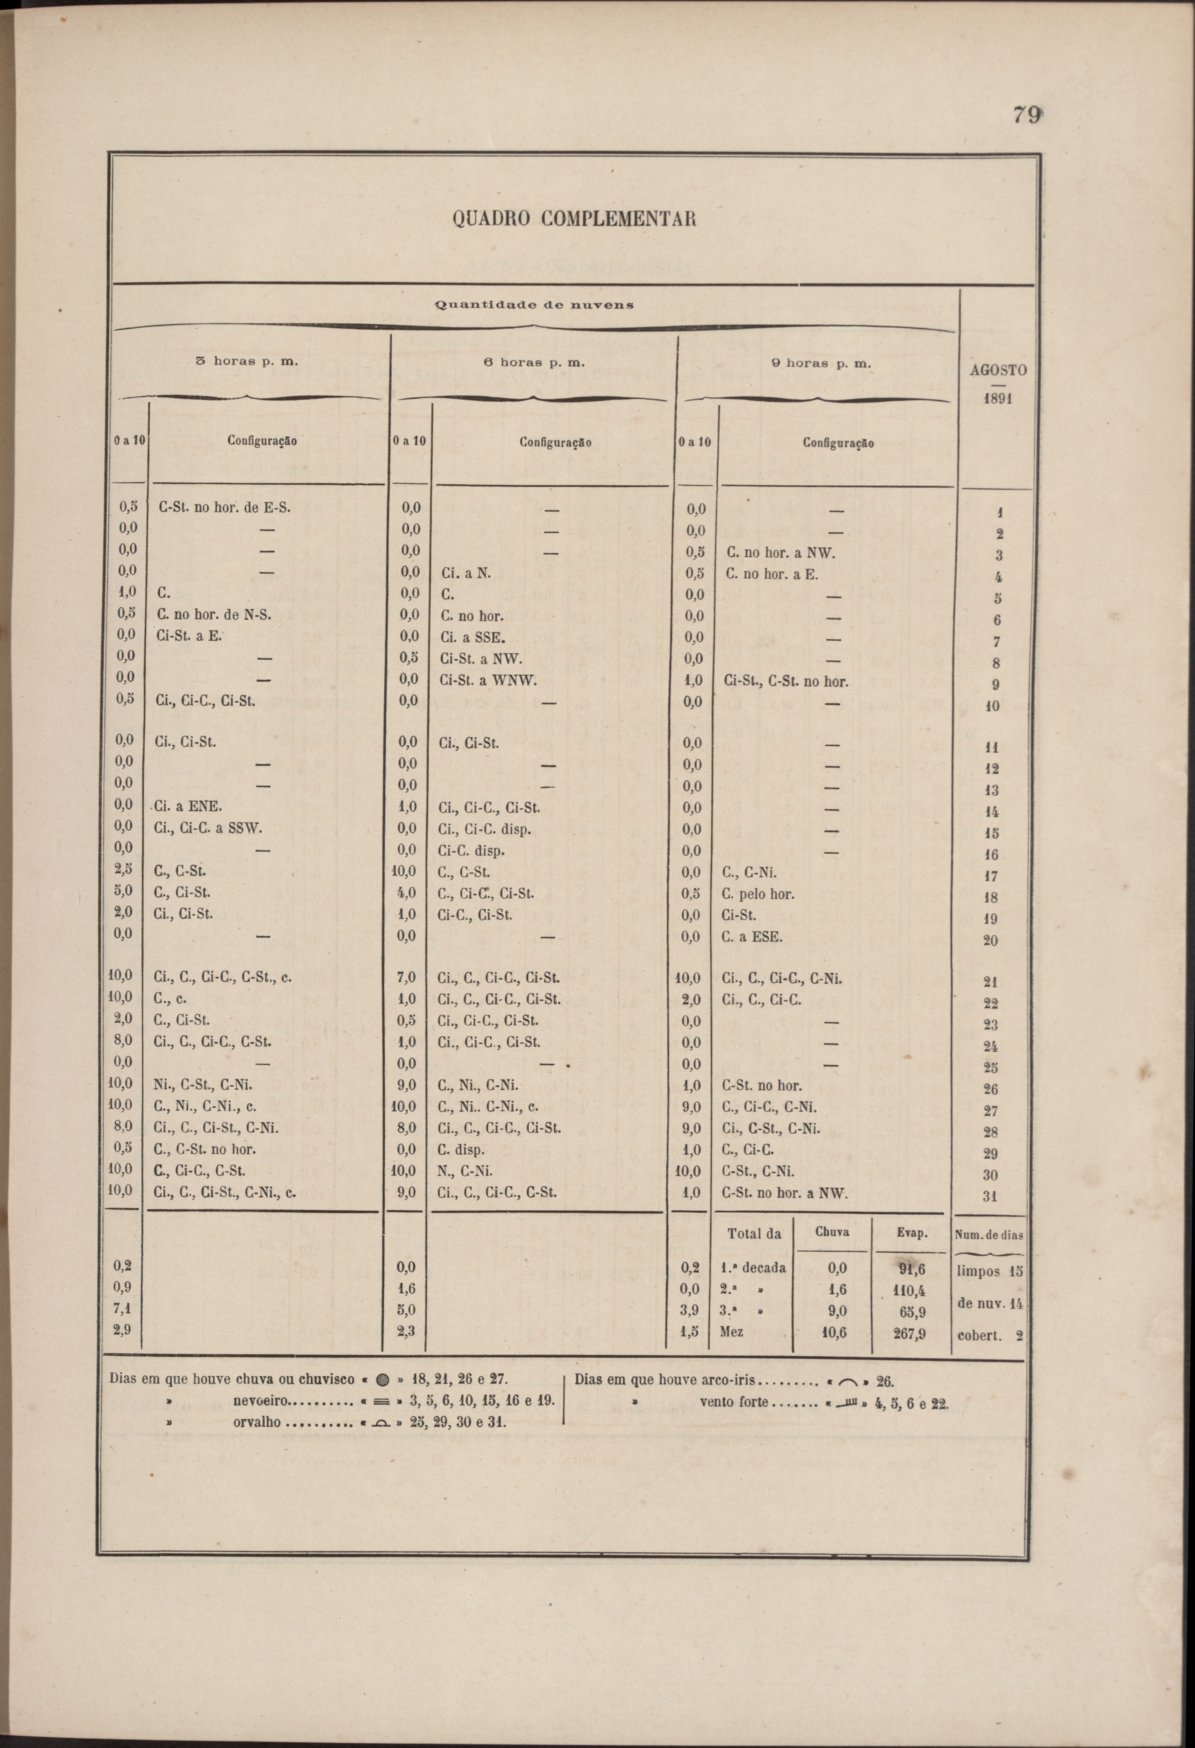 79
QUADRO COMPLEMENTAR
Quantidade de nuvens
3 horas p. m. 6 horas p. m. 9 horas p. m. AGOSTO
1891
0 a 10 Configuração 0 a 10 Configuração 0 a 10 Configuração
0,5 C-St. no hor. de E-S. 0,0 — 0,0 — 1
0,0 — 0,0 — 0,0 — 2
0,0 — 0,0 — 0,5 C. no hor. a NW. 3
0,0 — 0,0 Ci. a N. 0,5 C. no hor. a E. 4
1,0 C. 0,0 C. 0,0 — 5
0,5 C. no hor. de N-S. 0,0 C. no hor. 0,0 — 6
0,0 Ci-St. a E. 0,0 Ci. a SSE. 0,0 — 7
0,0 — 0,5 Ci-St. a NW. 0,0 — 8
0,0 — 0,0 Ci-St. a WNW. 1,0 Ci-St., C-St. no hor. 9
0,5 Ci., Ci-C., Ci-St. 0,0 — 0,0 — 10
0,0 Ci., Ci-St. 0,0 Ci., Ci-St. 0,0 — 11
0,0 — 0,0 — 0,0 — 12
0,0 — 0,0 — 0,0 — 13
0,0 Ci. a ENE. 1,0 Ci., Ci-C., Ci-St. 0,0 — 14
0,0 Ci., Ci-C. a SSW. 0,0 Ci., Ci-C. disp. 0,0 — 15
0,0 — 0,0 Ci-C. disp. 0,0 — 16
2,5 C., C-St. 10,0 C., C-St. 0,0 C., C-Ni. 17
5,0 C., Ci-St. 4,0 C., Ci-C., Ci-St. 0,5 C. pelo hor. 18
2,0 Ci., Ci-St. 1,0 Ci-C., Ci-St. 0,0 Ci-St. 19
0,0 — 0,0 — 0,0 C. a ESE. 20
10,0 Ci., C., Ci-C., C-St., c. 7,0 Ci., C., Ci-C., Ci-St. 10,0 Ci., C., Ci-C., C-Ni. 21
10,0 C., c. 1,0 Ci., C., Ci-C., Ci-St. 2,0 Ci., C., Ci-C. 22
2,0 C., Ci-St. 0,5 Ci., Ci-C., Ci-St. 0,0 — 23
8,0 Ci., C., Ci-C., C-St. 1,0 Ci., Ci-C., Ci-St. 0,0 — 24
0,0 — 0,0 — 0,0 — 25
10,0 Ni., C-St., C-Ni. 9,0 C., Ni., C-Ni. 1,0 C-St. no hor. 26
10,0 C., Ni., C-Ni., c. 10,0 C., Ni.. C-Ni., c. 9,0 C., Ci-C., C-Ni. 27
8,0 Ci., C., Ci-St., C-Ni. 8,0 Ci., C., Ci-C., Ci-St. 9,0 Ci., C-St., C-Ni. 28
0,5 C., C-St. no hor. 0,0 C. disp. 1,0 C., Ci-C. 29
10,0 C., Ci-C., C-St. 10,0 N., C-Ni. 10,0 C-St., C-Ni. 30
10,0 Ci., C., Ci-St., C-Ni., c. 9,0 Ci., C., Ci-C., C-St. 1,0 C-St. no hor. a NW. 31
Total da Chuva Evap. Num. de dias
0,2 0,0 0,2 1.ª decada 0,0 91,6 limpos 15
0,9 1,6 0,0 2.ª » 1,6 110,4
7,1 5,0 3,9 3.ª » 9,0 65,9 de nuv. 14
2,9 2,3 1,5 Mez 10,6 267,9 cobert. 2
Dias em que houve chuva ou chuvisco « ● » 18, 21, 26 e 27. Dias em que houve arco-iris......... « ⌒ » 26.
» nevoeiro.......... « ≡ » 3, 5, 6, 10, 15, 16 e 19. » vento forte....... « » 4, 5, 6 e 22.
» orvalho .......... « ⌓ » 25, 29, 30 e 31.